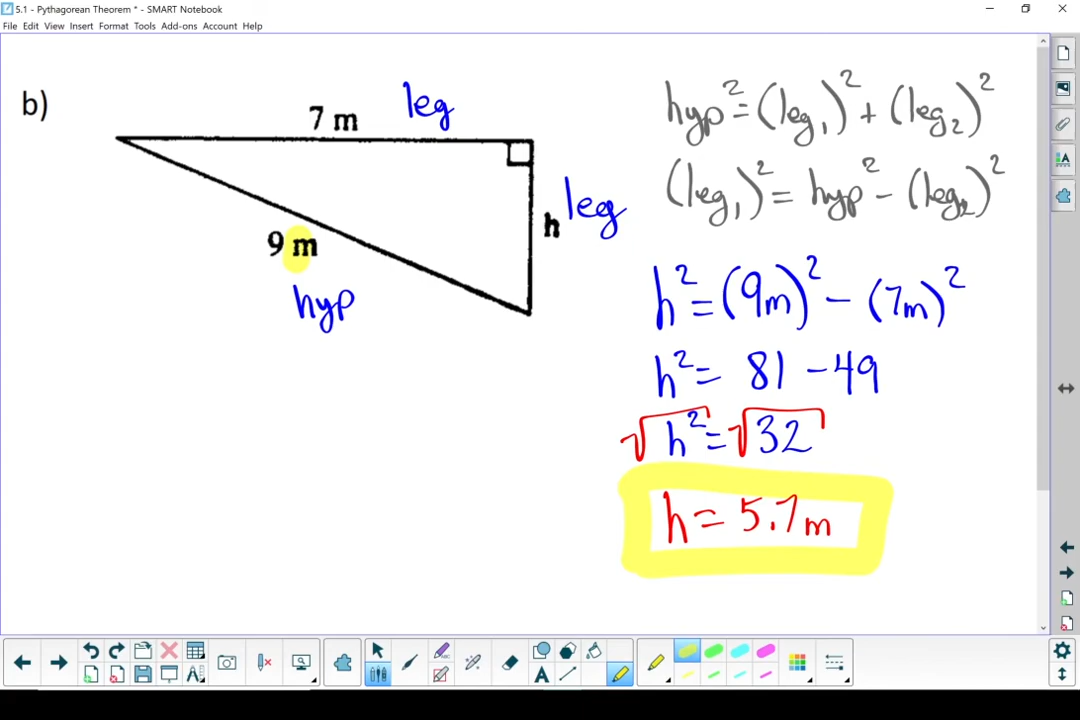 5.1 - Pythagorean Theorem * - SMART Notebook
File Edit View Insert Format Tools Add-ons Account Help
b)
7 m
leg
h
leg
9 m
hyp
hyp² = (leg₁)² + (leg₂)²
(leg₁)² = hyp² - (leg₂)²
h² = (9m)² - (7m)²
h² = 81 - 49
√h² = √32
h = 5.7m